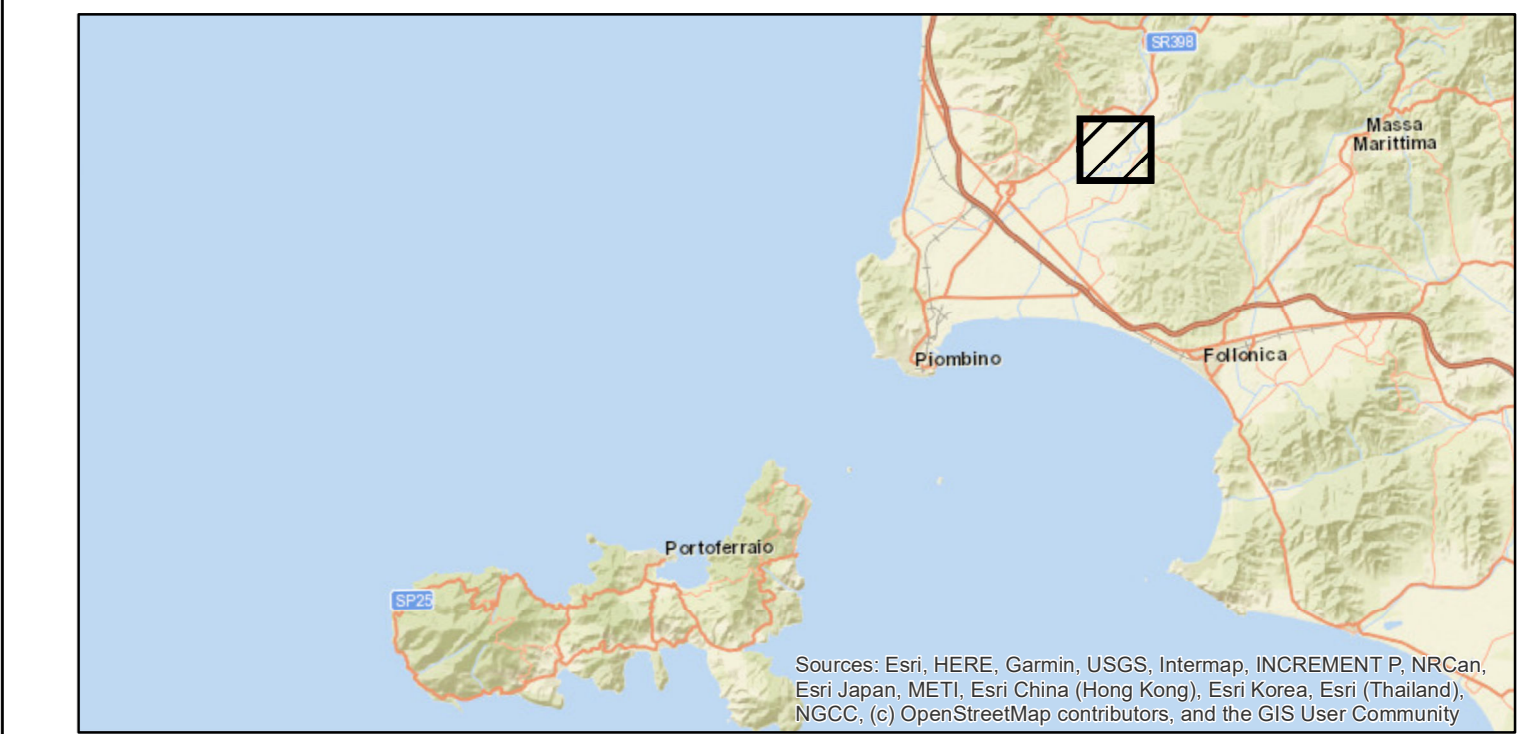 SR398
Massa
Marittima
Piombino
Follonica
Portoferraio
SP25
Sources: Esri, HERE, Garmin, USGS, Intermap, INCREMENT P, NRCan,
Esri Japan, METI, Esri China (Hong Kong), Esri Korea, Esri (Thailand),
NGCC, (c) OpenStreetMap contributors, and the GIS User Community